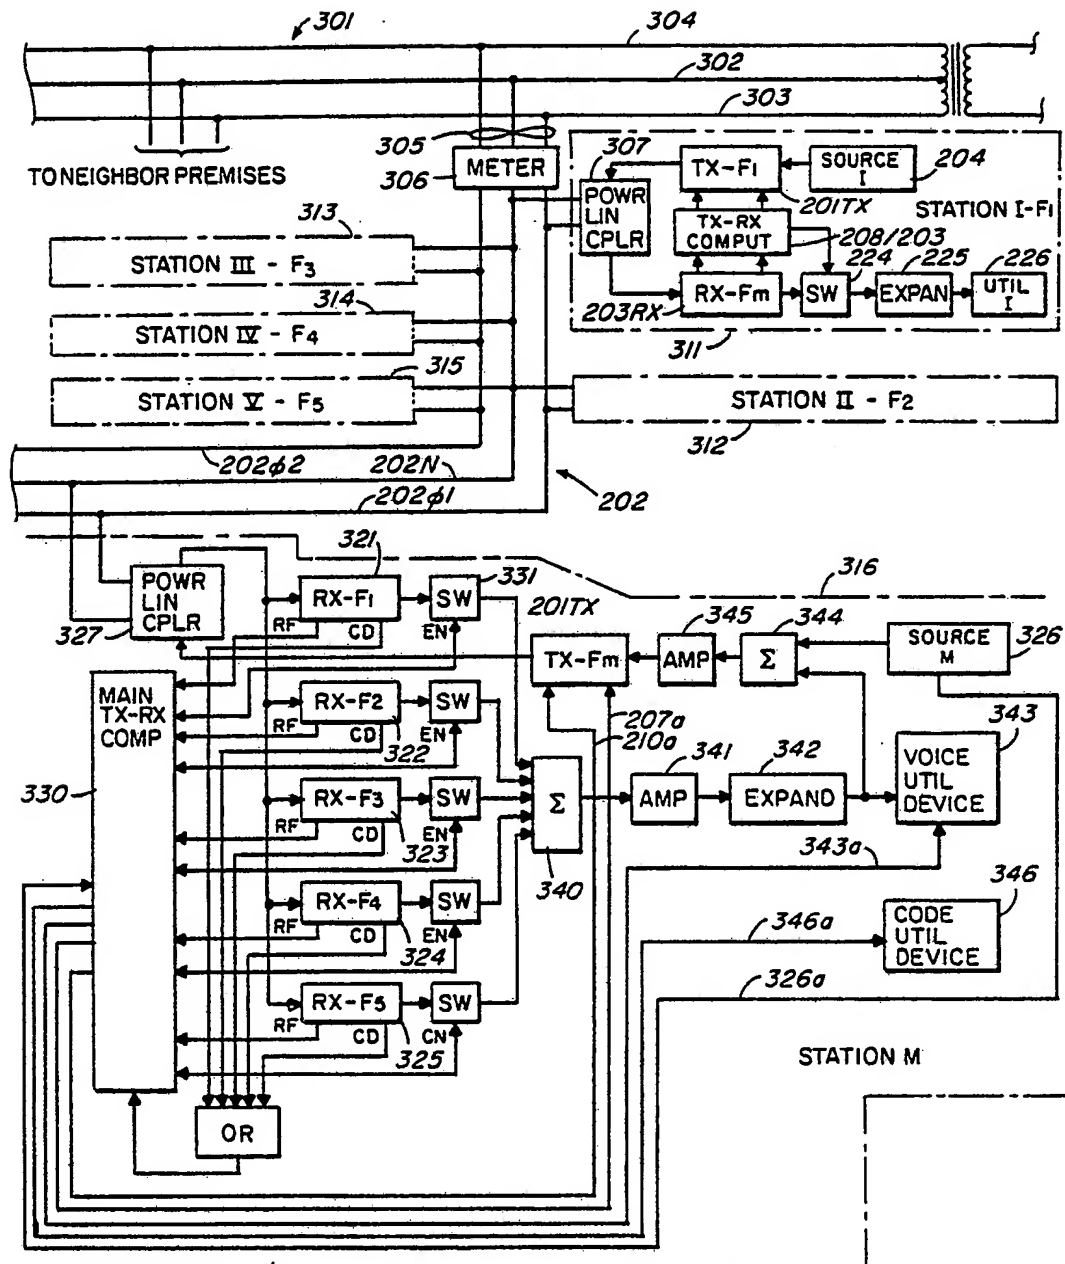 301
304
302
303
305
TO NEIGHBOR PREMISES
306
METER
307
POWR
LIN
CPLR
TX-F1
SOURCE
I
204
201TX
STATION I-F1
TX-RX
COMPUT
208/203
224
225
226
RX-Fm
SW
EXPAN
UTIL
I
203RX
311
313
STATION III - F3
314
STATION IV - F4
315
STATION V - F5
STATION II - F2
312
202φ2
202N
202φ1
202
316
POWR
LIN
CPLR
327
321
RX-F1
SW
331
RF
CD
EN
201TX
TX-Fm
345
AMP
344
Σ
SOURCE
M
326
MAIN
TX-RX
COMP
330
RX-F2
SW
RF
CD
322
EN
207a
210a
341
342
343
RX-F3
SW
RF
CD
323
EN
Σ
340
AMP
EXPAND
VOICE
UTIL
DEVICE
343a
RX-F4
SW
RF
CD
324
EN
346
CODE
UTIL
DEVICE
346a
326a
RX-F5
SW
RF
CD
325
CN
STATION M
OR